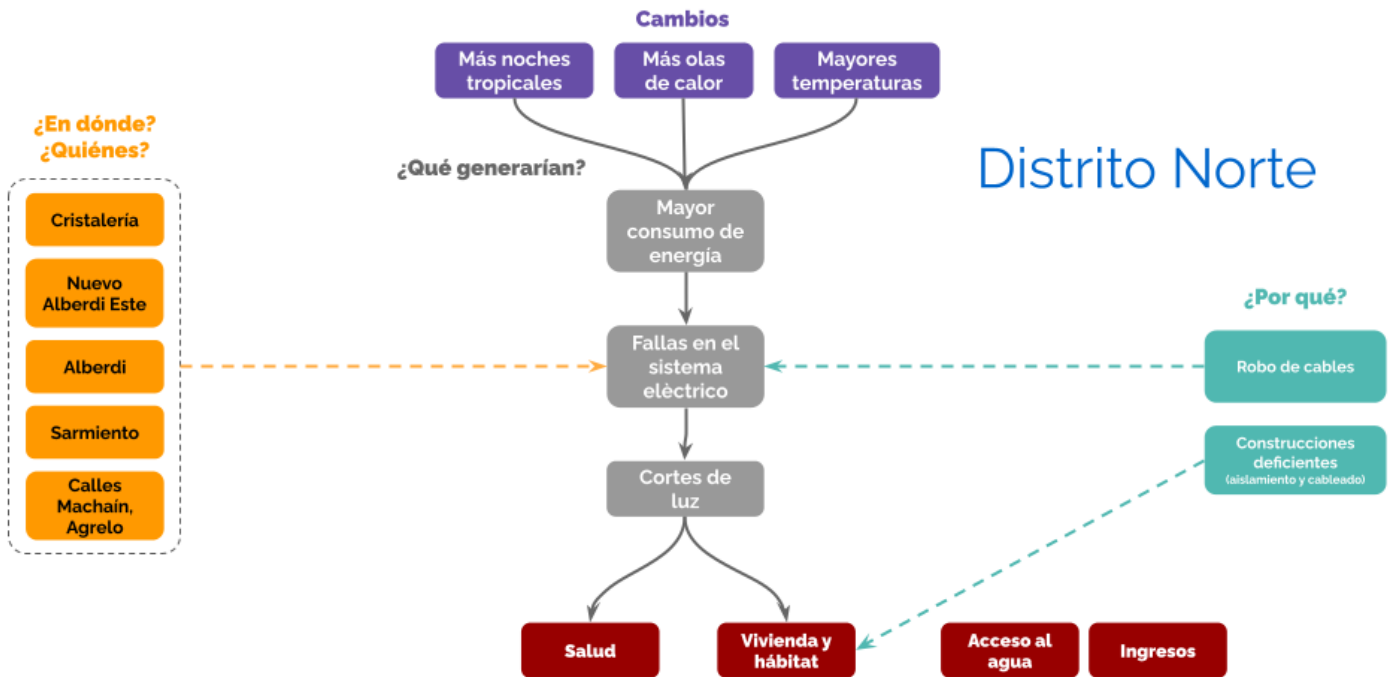 Cambios
Más noches
tropicales
Más olas
de calor
Mayores
temperaturas
¿En dónde?
¿Quiénes?
¿Qué generarían?
Distrito Norte
Cristalería
Nuevo
Alberdi Este
Alberdi
Sarmiento
Calles
Machaín,
Agrelo
Mayor
consumo de
energía
Fallas en el
sistema
elèctrico
Cortes de
luz
¿Por qué?
Robo de cables
Construcciones
deficientes
(aislamiento y cableado)
Salud
Vivienda y
hábitat
Acceso al
agua
Ingresos